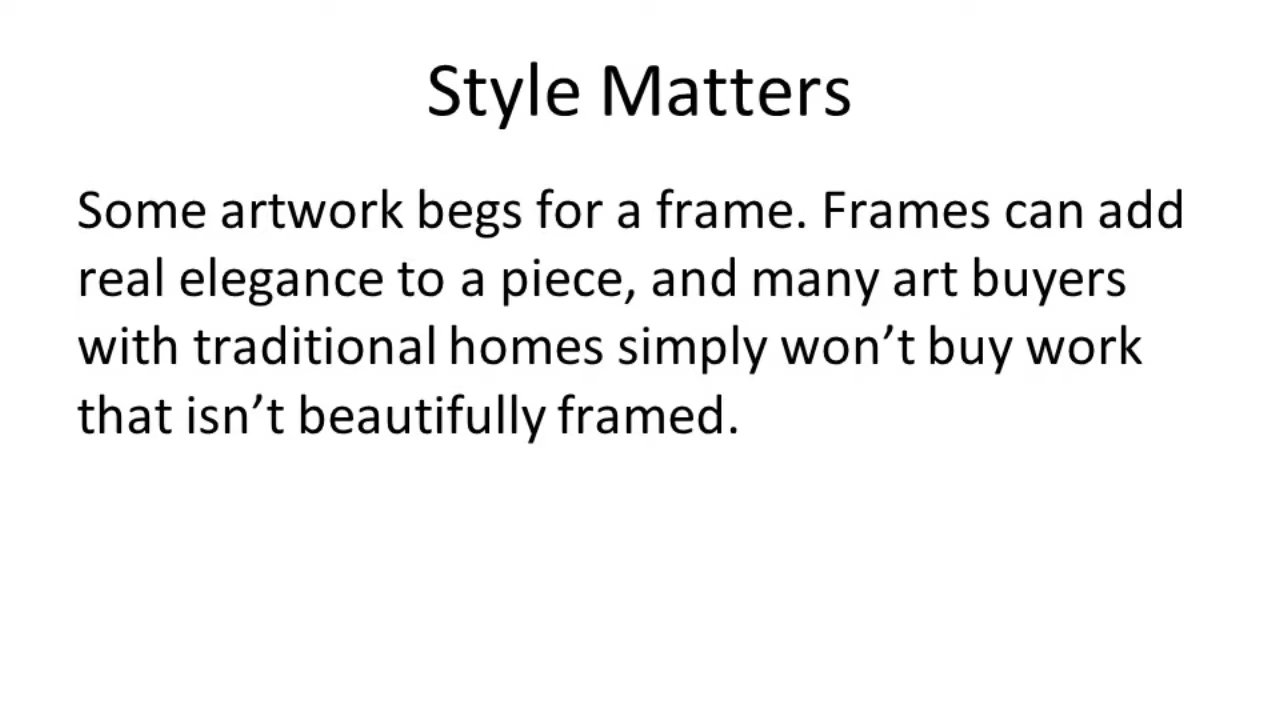 Style Matters
Some artwork begs for a frame. Frames can add
real elegance to a piece, and many art buyers
with traditional homes simply won’t buy work
that isn’t beautifully framed.